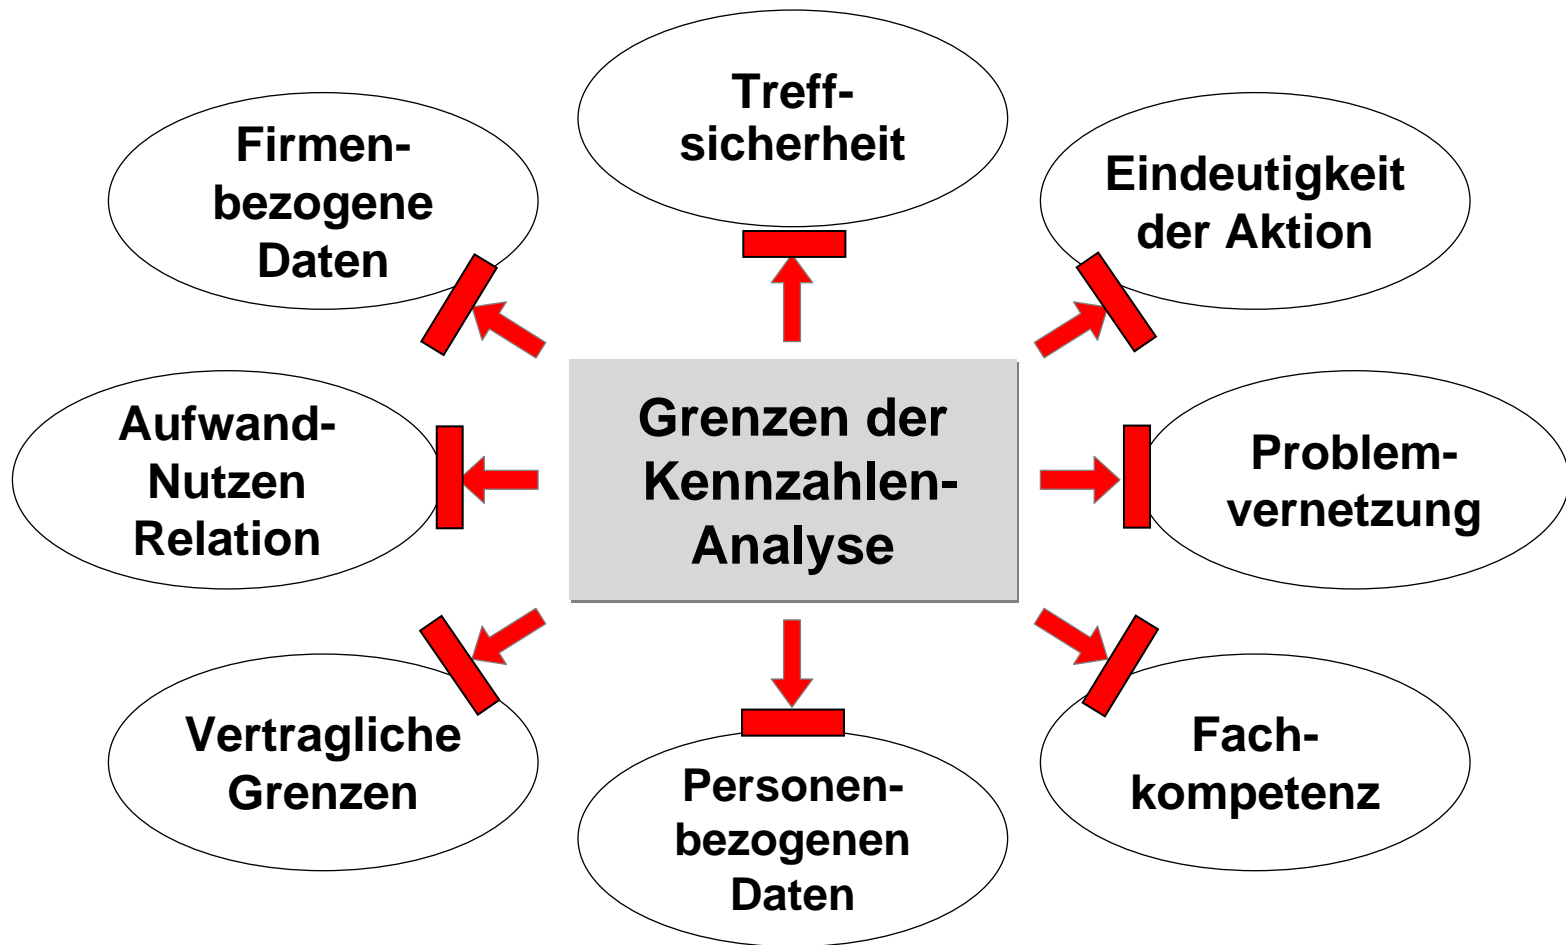 Treff-
sicherheit
Firmen-
bezogene
Daten
Eindeutigkeit
der Aktion
Aufwand-
Nutzen
Relation
Grenzen der
Kennzahlen-
Analyse
Problem-
vernetzung
Vertragliche
Grenzen
Personen-
bezogenen
Daten
Fach-
kompetenz